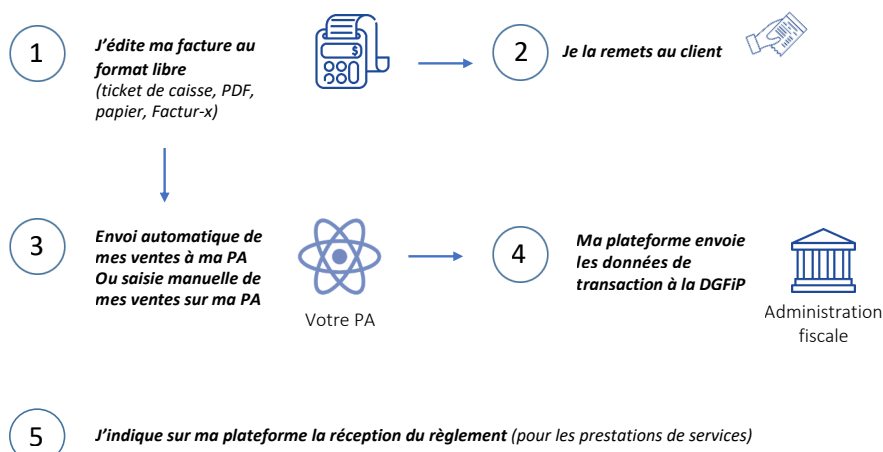 1
J'édite ma facture au
format libre
(ticket de caisse, PDF,
papier, Factur-x)
$
2
Je la remets au client
3
Envoi automatique de
mes ventes à ma PA
Ou saisie manuelle de
mes ventes sur ma PA
Votre PA
4
Ma plateforme envoie
les données de
transaction à la DGFiP
Administration
fiscale
5
J'indique sur ma plateforme la réception du règlement (pour les prestations de services)